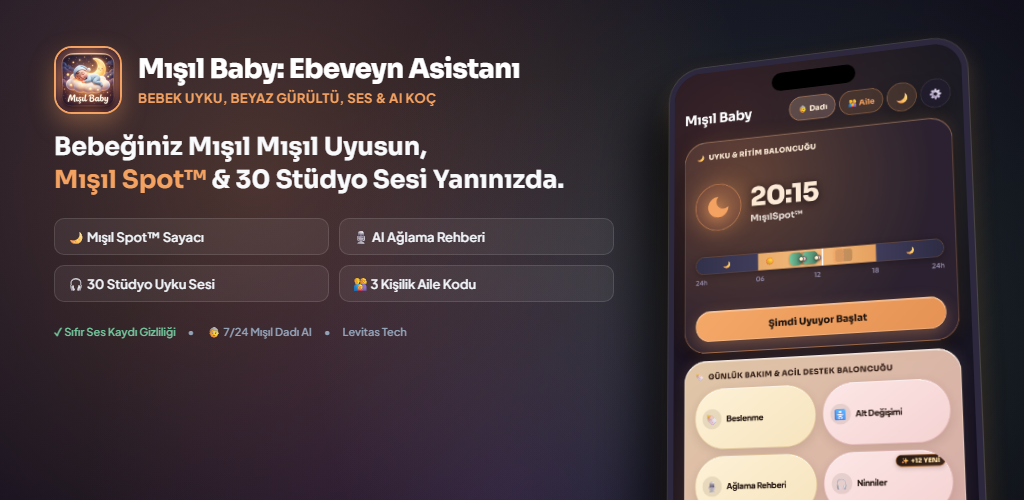 Mışıl Baby
Mışıl Baby: Ebeveyn Asistanı
BEBEK UYKU, BEYAZ GÜRÜLTÜ, SES & AI KOÇ
Bebeğiniz Mışıl Mışıl Uyusun,
Mışıl Spot™ & 30 Stüdyo Sesi Yanınızda.
🌙 Mışıl Spot™ Sayacı
🎙️ AI Ağlama Rehberi
🎧 30 Stüdyo Uyku Sesi
👨‍👩‍👧 3 Kişilik Aile Kodu
✓ Sıfır Ses Kaydı Gizliliği • 👵 7/24 Mışıl Dadı AI • Levitas Tech
Mışıl Baby
Dadı
Aile
🌙 UYKU & RİTİM BALONCUĞU
20:15
MışılSpot™
24h 06 12 18 24h
Şimdi Uyuyor Başlat
GÜNLÜK BAKIM & ACİL DESTEK BALONCUĞU
Beslenme
Alt Değişimi
✨ +12 YENİ
Ağlama Rehberi
Ninniler